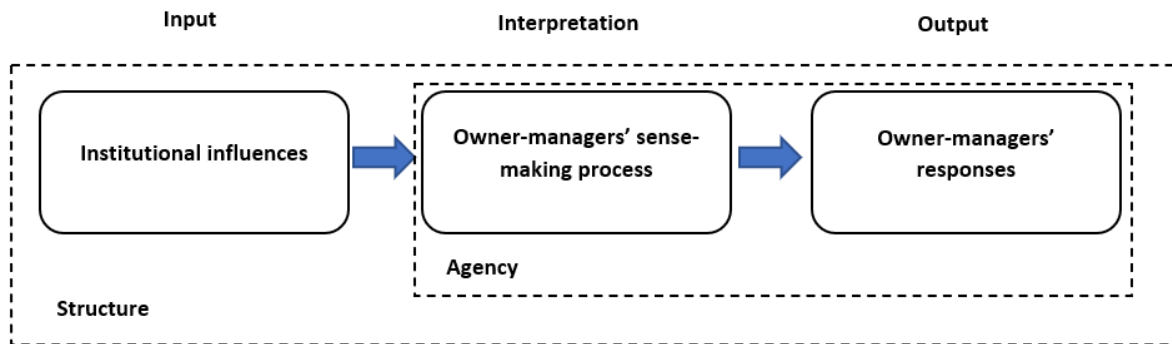 Input
Interpretation
Output
Institutional influences
Owner-managers’ sense-
making process
Owner-managers’
responses
Agency
Structure